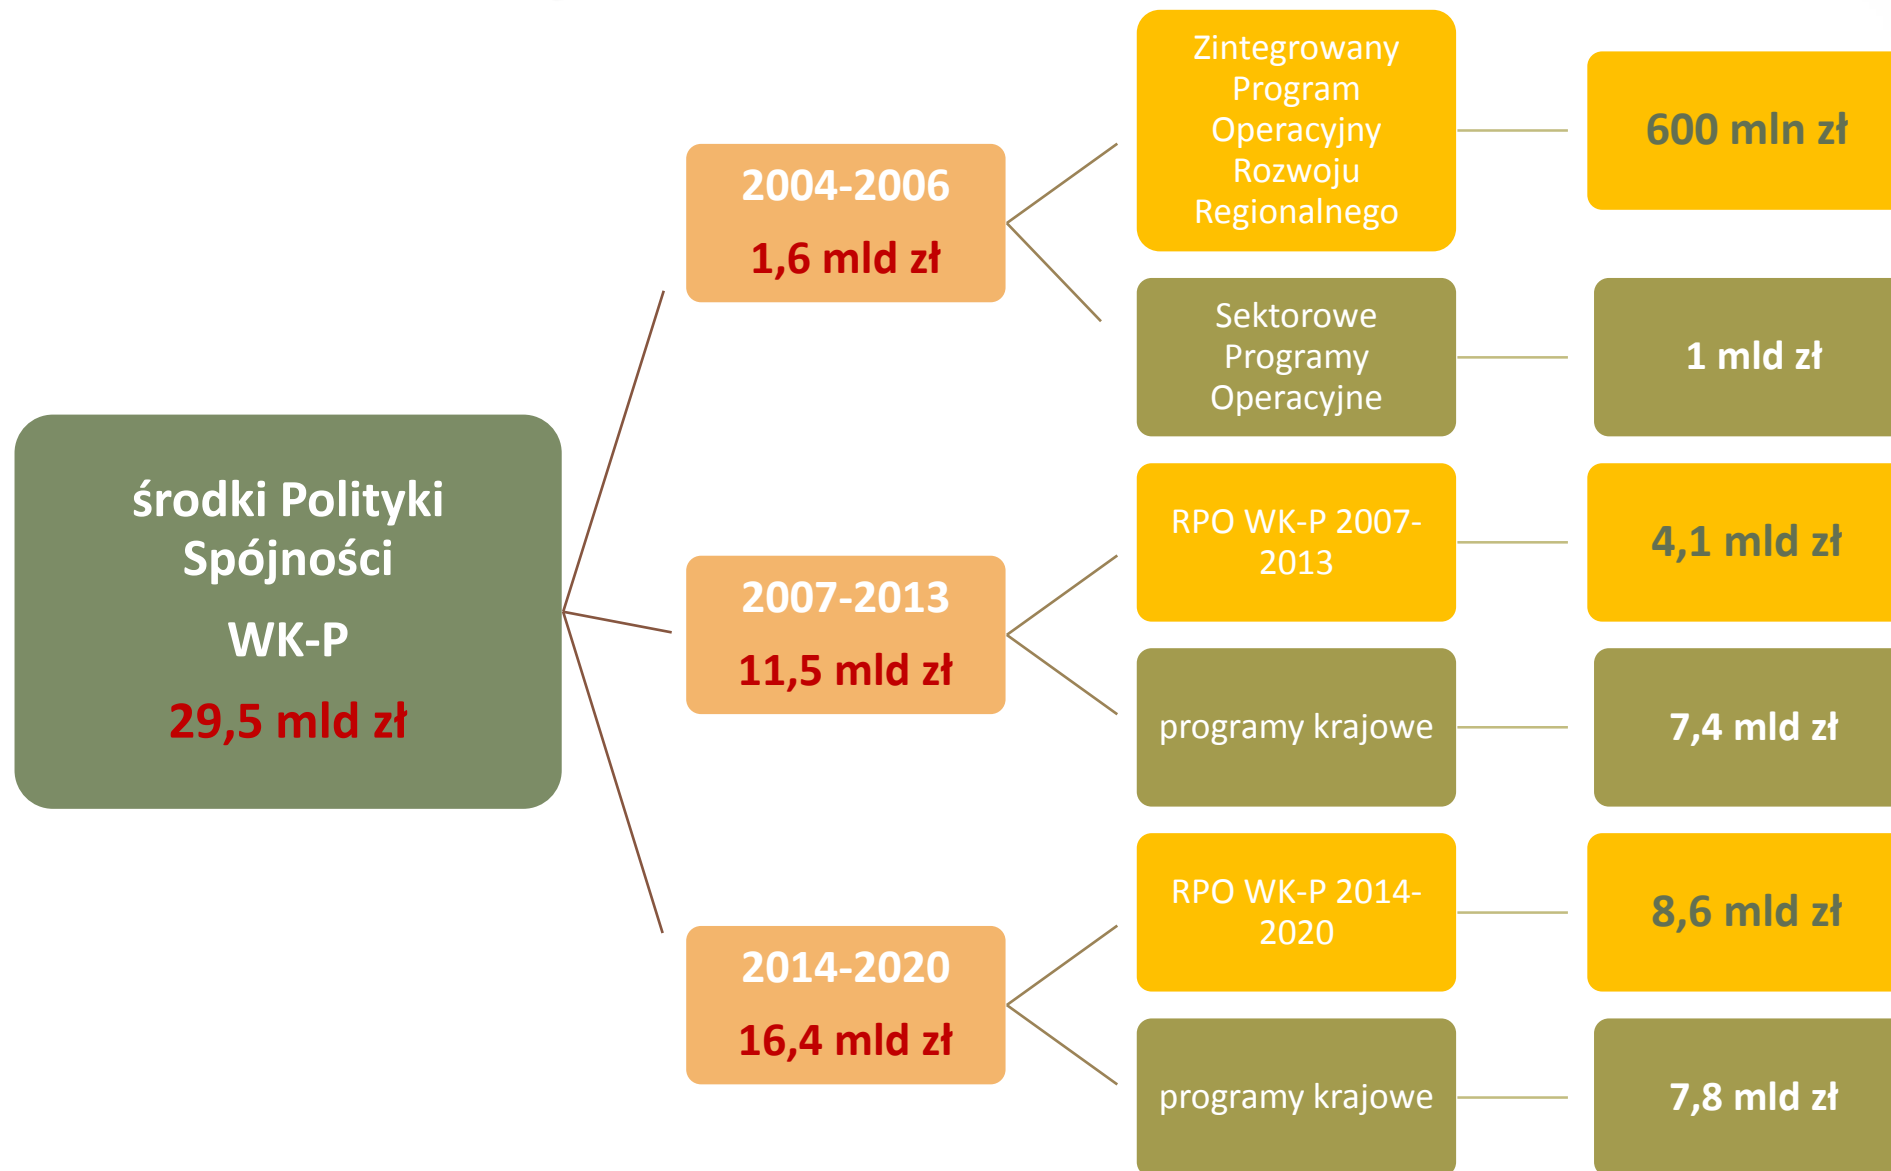 środki Polityki
Spójności
WK-P
29,5 mld zł
2004-2006
1,6 mld zł
Zintegrowany
Program
Operacyjny
Rozwoju
Regionalnego
600 mln zł
Sektorowe
Programy
Operacyjne
1 mld zł
2007-2013
11,5 mld zł
RPO WK-P 2007-
2013
4,1 mld zł
programy krajowe
7,4 mld zł
2014-2020
16,4 mld zł
RPO WK-P 2014-
2020
8,6 mld zł
programy krajowe
7,8 mld zł